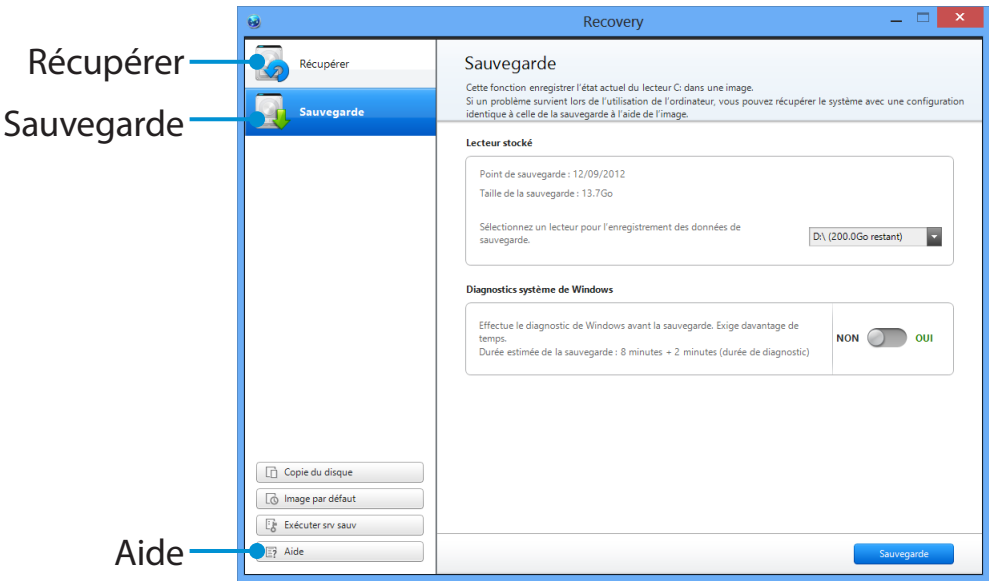 Recovery
Récupérer
Sauvegarde
Aide
Récupérer
Sauvegarde
Copie du disque
Image par défaut
Exécuter srv sauv
Aide
Sauvegarde
Cette fonction enregistrer l'état actuel du lecteur C: dans une image.
Si un problème survient lors de l'utilisation de l'ordinateur, vous pouvez récupérer le système avec une configuration
identique à celle de la sauvegarde à l'aide de l'image.
Lecteur stocké
Point de sauvegarde : 12/09/2012
Taille de la sauvegarde : 13.7Go
Sélectionnez un lecteur pour l'enregistrement des données de
sauvegarde.
D:\ (200.0Go restant)
Diagnostics système de Windows
Effectue le diagnostic de Windows avant la sauvegarde. Exige davantage de
temps.
Durée estimée de la sauvegarde : 8 minutes + 2 minutes (durée de diagnostic)
NON OUI
Sauvegarde